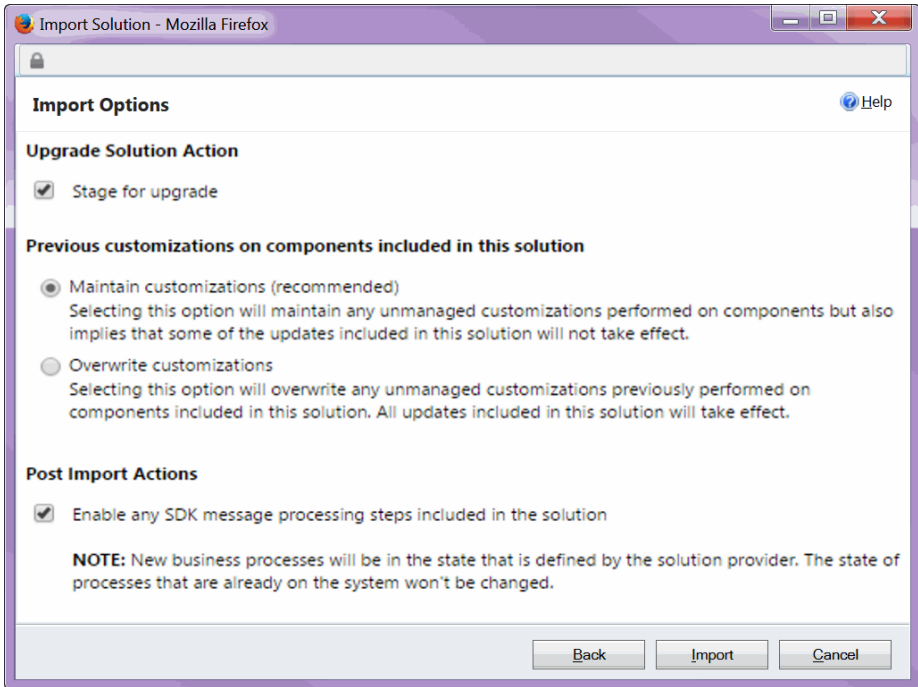 Import Solution - Mozilla Firefox
Import Options
Help
Upgrade Solution Action
Stage for upgrade
Previous customizations on components included in this solution
Maintain customizations (recommended)
Selecting this option will maintain any unmanaged customizations performed on components but also
implies that some of the updates included in this solution will not take effect.
Overwrite customizations
Selecting this option will overwrite any unmanaged customizations previously performed on
components included in this solution. All updates included in this solution will take effect.
Post Import Actions
Enable any SDK message processing steps included in the solution
NOTE: New business processes will be in the state that is defined by the solution provider. The state of
processes that are already on the system won't be changed.
Back
Import
Cancel